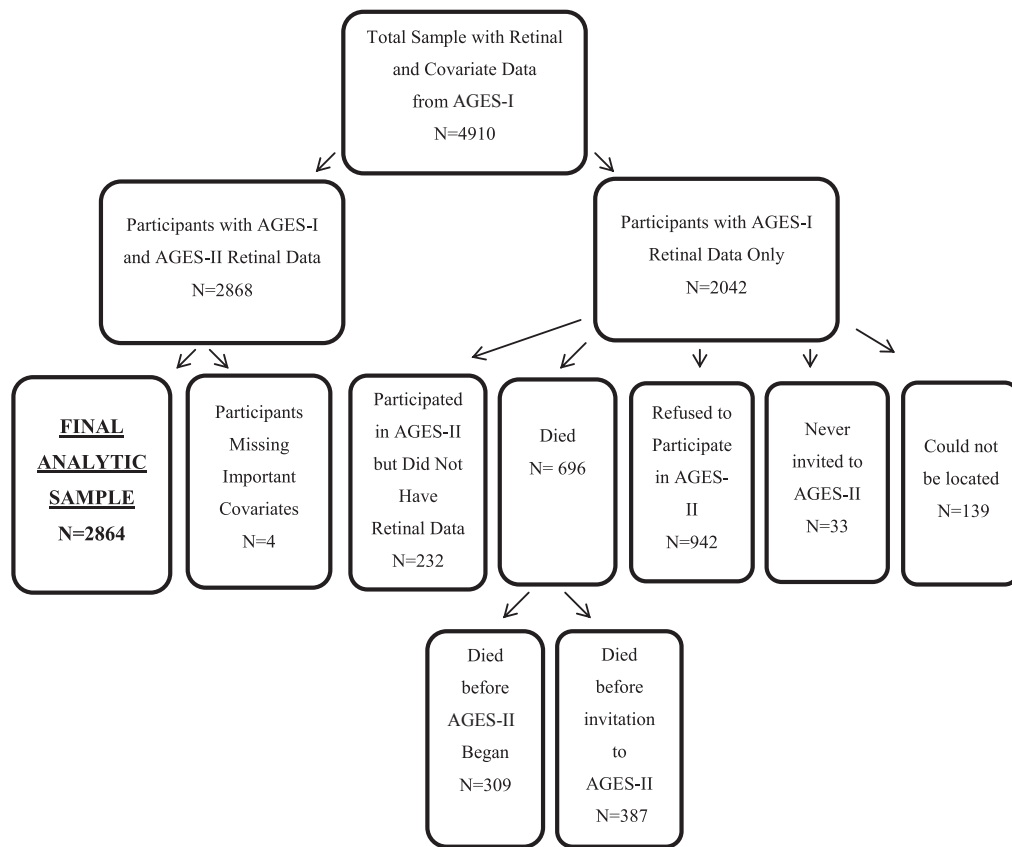 Total Sample with Retinal
and Covariate Data
from AGES-I
N=4910
Participants with AGES-I
and AGES-II Retinal Data
N=2868
Participants with AGES-I
Retinal Data Only
N=2042
FINAL
ANALYTIC
SAMPLE
N=2864
Participants
Missing
Important
Covariates
N=4
Participated
in AGES-II
but Did Not
Have
Retinal Data
N=232
Died
N= 696
Refused to
Participate
in AGES-
II
N=942
Never
invited to
AGES-II
N=33
Could not
be located
N=139
Died
before
AGES-II
Began
N=309
Died
before
invitation
to
AGES-II
N=387